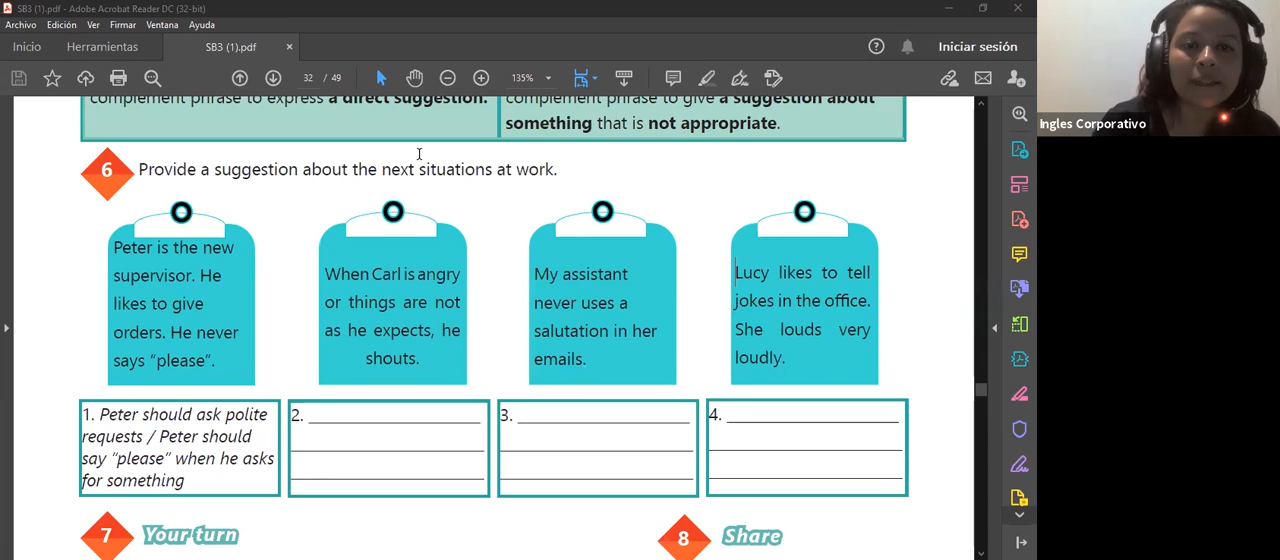 SB3 (1).pdf - Adobe Acrobat Reader DC (32-bit)
Archivo Edición Ver Firmar Ventana Ayuda
Inicio Herramientas SB3 (1).pdf × Iniciar sesión
32 / 49 135%
complement phrase to express a direct suggestion.
complement phrase to give a suggestion about
something that is not appropriate.
Ingles Corporativo
6 Provide a suggestion about the next situations at work.
Peter is the new
supervisor. He
likes to give
orders. He never
says “please”.
When Carl is angry
or things are not
as he expects, he
shouts.
My assistant
never uses a
salutation in her
emails.
Lucy likes to tell
jokes in the office.
She louds very
loudly.
1. Peter should ask polite
requests / Peter should
say “please” when he asks
for something
2. ____________________
3. ____________________
4. ____________________
7 Your turn
8 Share